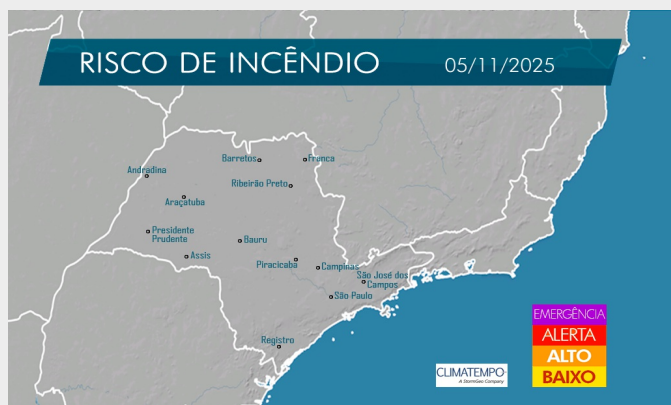 RISCO DE INCÊNDIO
05/11/2025
Barretos
Franca
Andradina
Ribeirão Preto
Araçatuba
Presidente
Prudente
Bauru
Assis
Piracicaba
Campinas
São José dos
Campos
São Paulo
Registro
EMERGÊNCIA
ALERTA
ALTO
BAIXO
CLIMATEMPO
A StormGeo Company